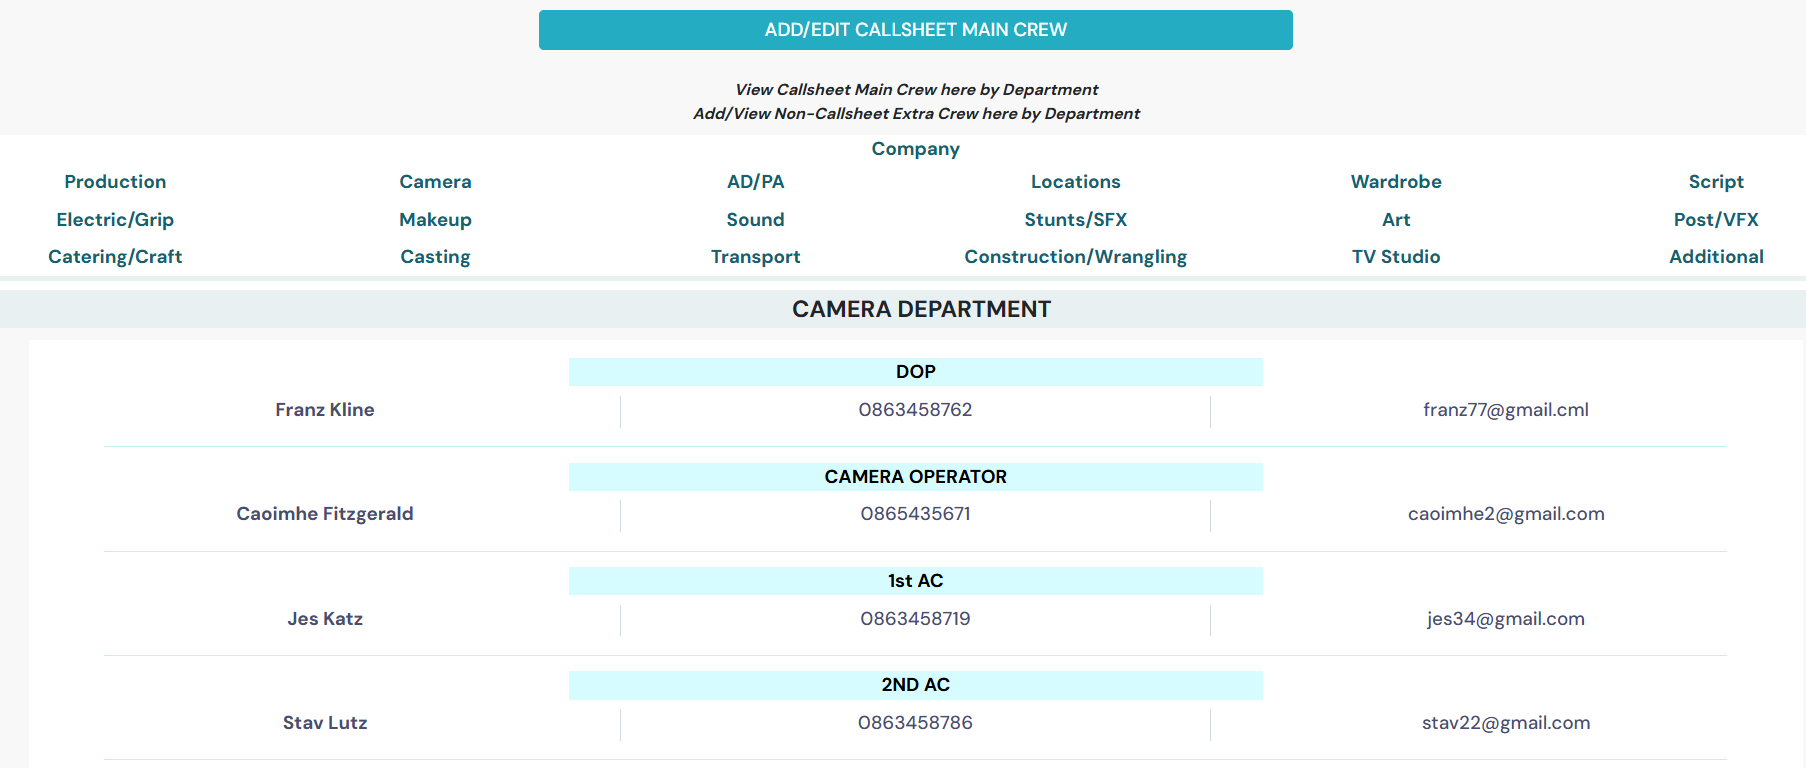 ADD/EDIT CALLSHEET MAIN CREW
View Callsheet Main Crew here by Department
Add/View Non-Callsheet Extra Crew here by Department
Company
Production Camera AD/PA Locations Wardrobe Script
Electric/Grip Makeup Sound Stunts/SFX Art Post/VFX
Catering/Craft Casting Transport Construction/Wrangling TV Studio Additional
CAMERA DEPARTMENT
DOP
Franz Kline 0863458762 franz77@gmail.cml
CAMERA OPERATOR
Caoimhe Fitzgerald 0865435671 caoimhe2@gmail.com
1st AC
Jes Katz 0863458719 jes34@gmail.com
2ND AC
Stav Lutz 0863458786 stav22@gmail.com